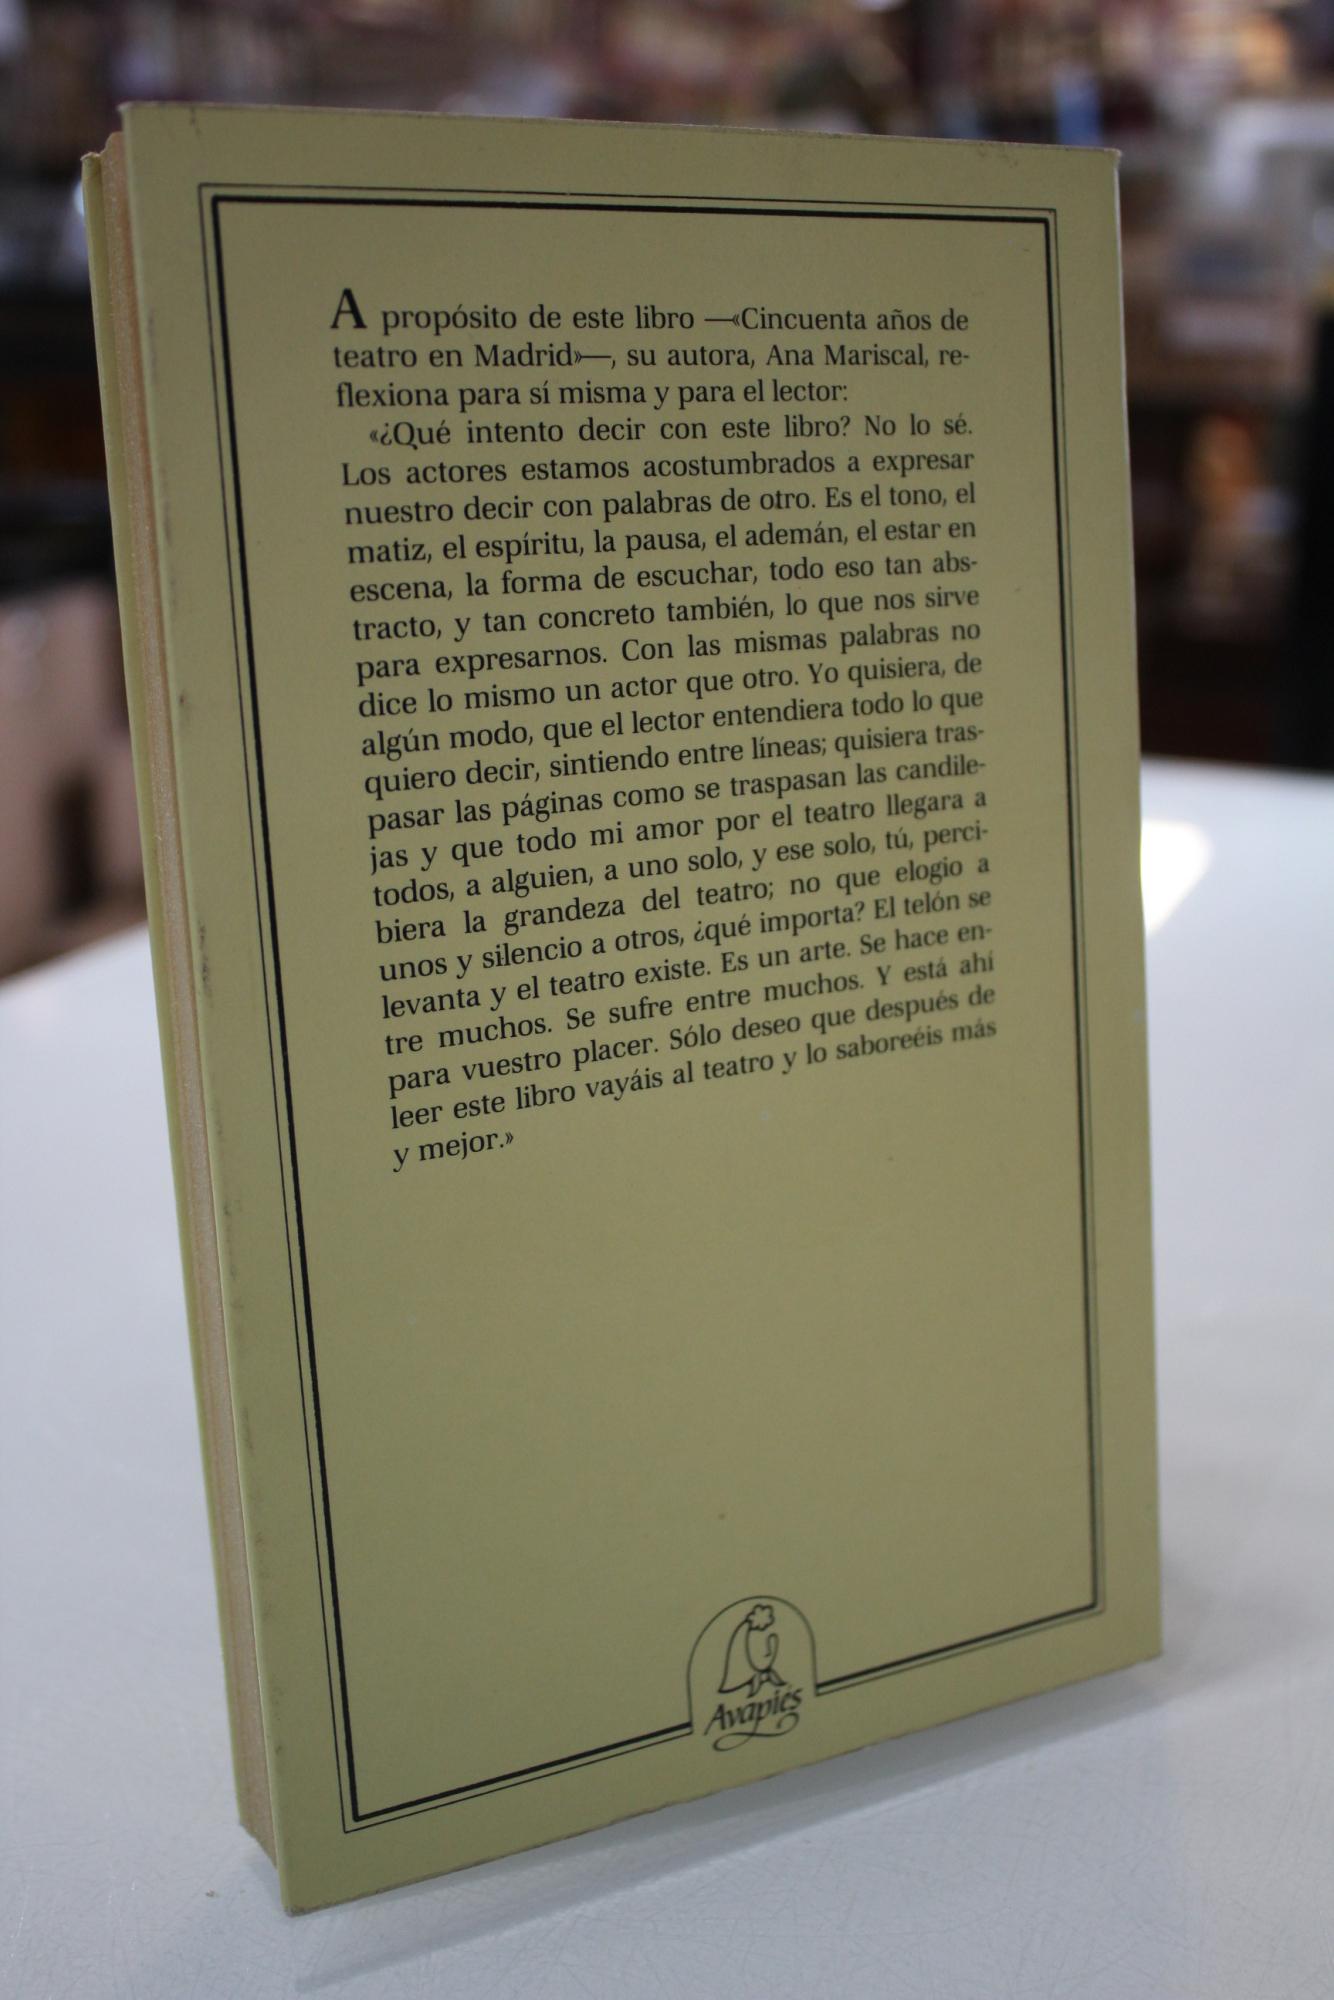 A propósito de este libro —«Cincuenta años de
teatro en Madrid»—, su autora, Ana Mariscal, re-
flexiona para sí misma y para el lector:
«¿Qué intento decir con este libro? No lo sé.
Los actores estamos acostumbrados a expresar
nuestro decir con palabras de otro. Es el tono, el
matiz, el espíritu, la pausa, el ademán, el estar en
escena, la forma de escuchar, todo eso tan abs-
tracto, y tan concreto también, lo que nos sirve
para expresarnos. Con las mismas palabras no
dice lo mismo un actor que otro. Yo quisiera, de
algún modo, que el lector entendiera todo lo que
quiero decir, sintiendo entre líneas; quisiera tras-
pasar las páginas como se traspasan las candile-
jas y que todo mi amor por el teatro llegara a
todos, a alguien, a uno solo, y ese solo, tú, perci-
biera la grandeza del teatro; no que elogio a
unos y silencio a otros, ¿qué importa? El telón se
levanta y el teatro existe. Es un arte. Se hace en-
tre muchos. Se sufre entre muchos. Y está ahí
para vuestro placer. Sólo deseo que después de
leer este libro vayáis al teatro y lo saboreéis más
y mejor.»
Avapiés